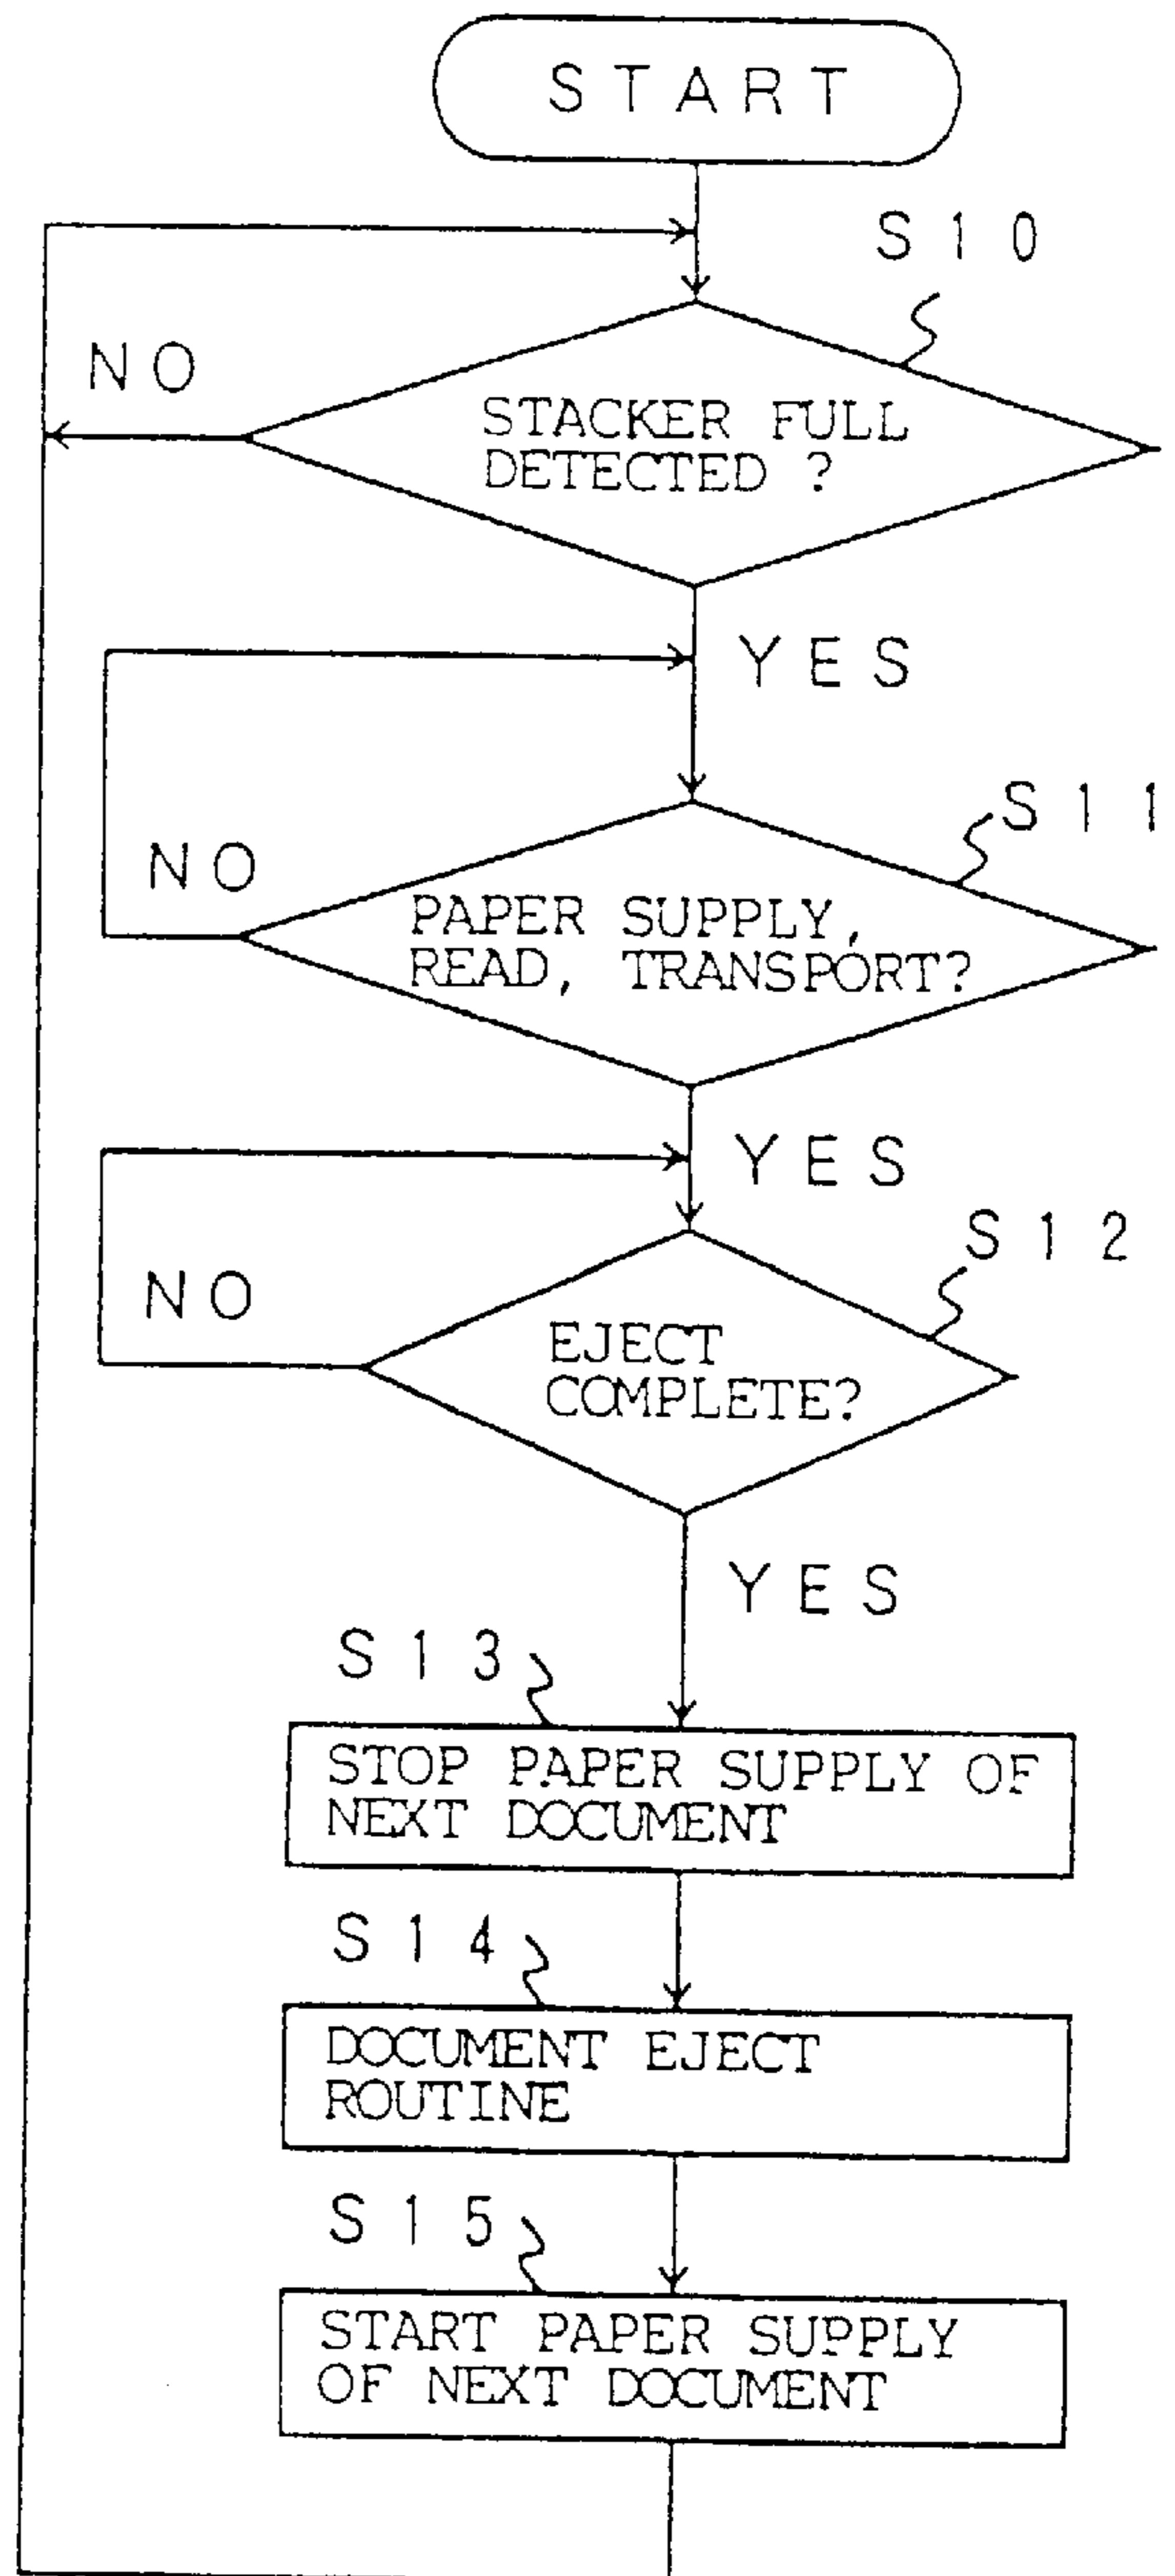 START
S10
NO
STACKER FULL
DETECTED ?
YES
S11
NO
PAPER SUPPLY,
READ, TRANSPORT?
YES
S12
NO
EJECT
COMPLETE?
YES
S13
STOP PAPER SUPPLY OF
NEXT DOCUMENT
S14
DOCUMENT EJECT
ROUTINE
S15
START PAPER SUPPLY
OF NEXT DOCUMENT